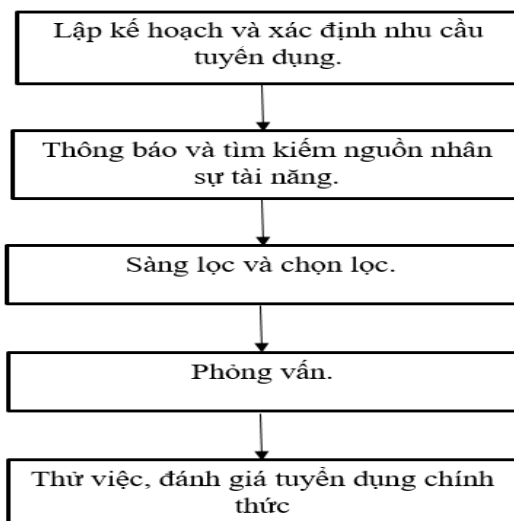 Lập kế hoạch và xác định nhu cầu
tuyển dụng.
Thông báo và tìm kiếm nguồn nhân
sự tài năng.
Sàng lọc và chọn lọc.
Phỏng vấn.
Thử việc, đánh giá tuyển dụng chính
thức